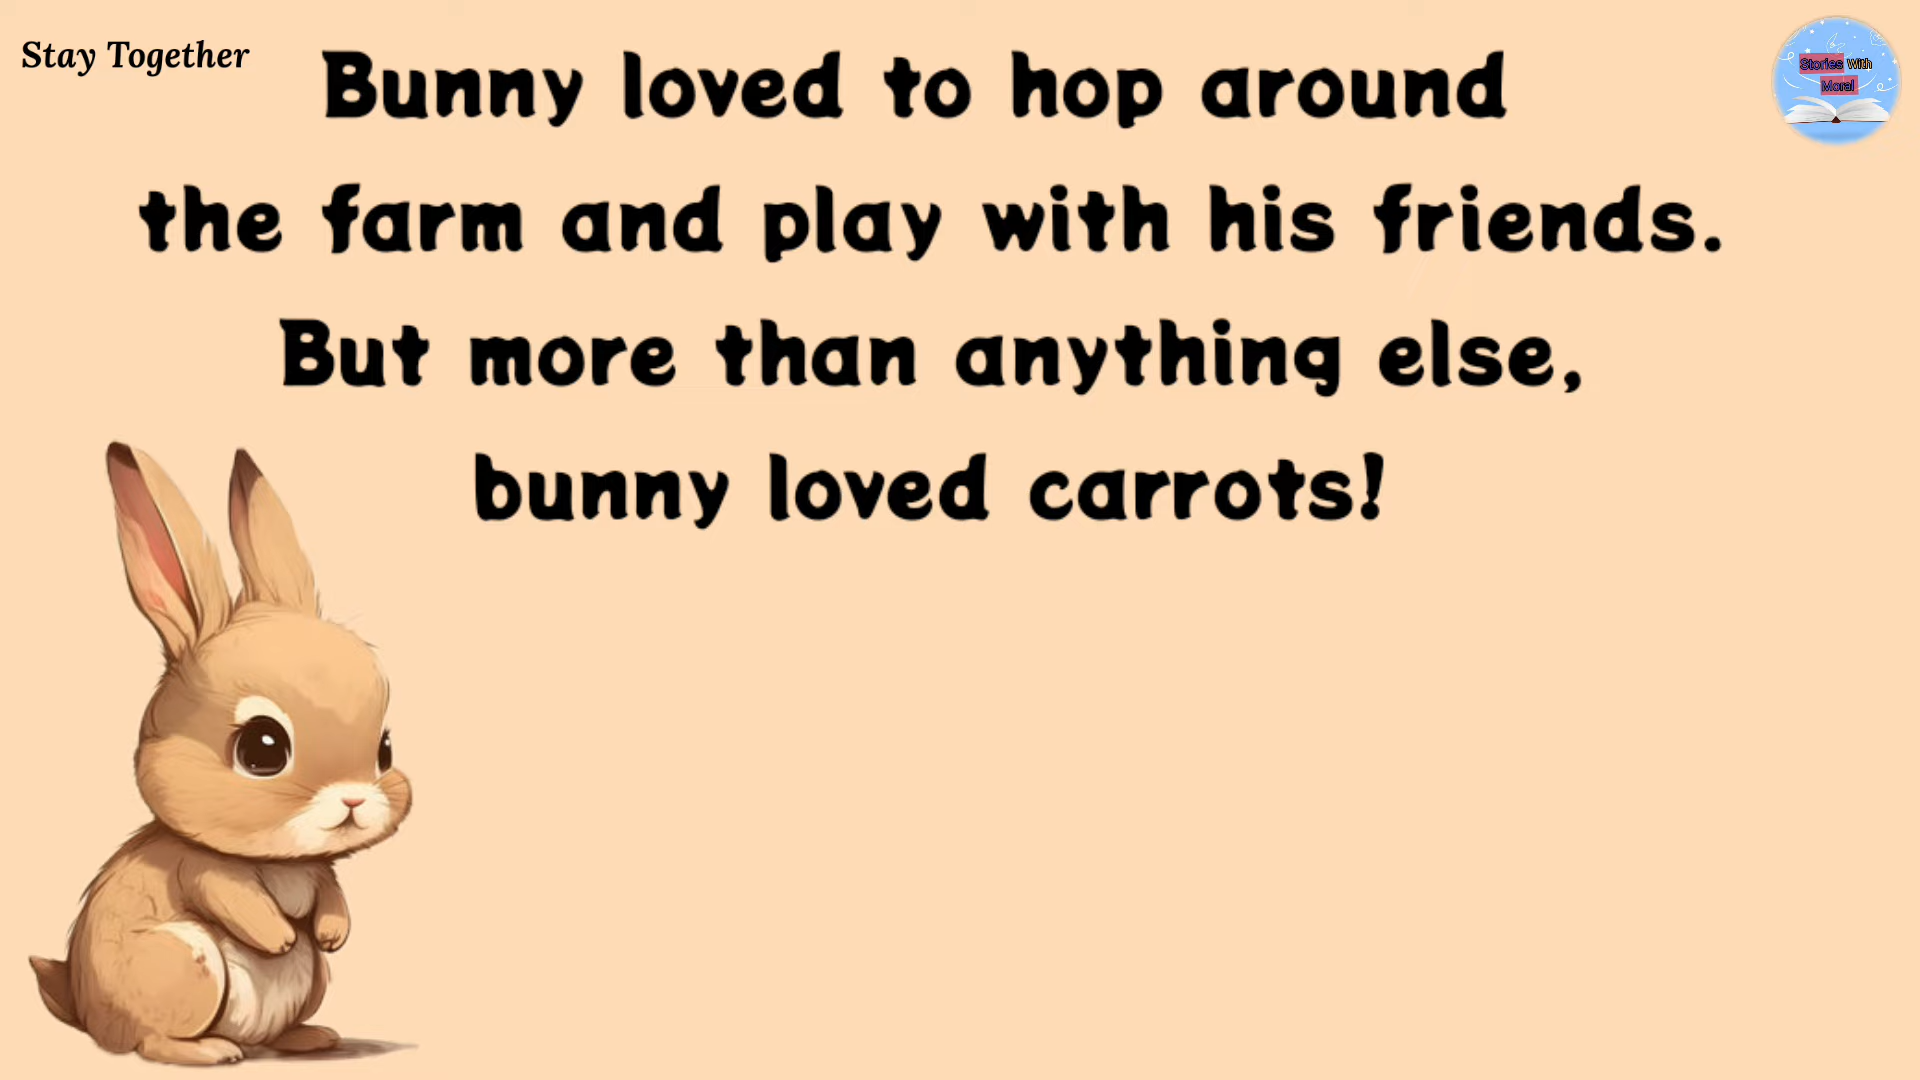 Stay Together
Stories With
Moral
Bunny loved to hop around
the farm and play with his friends.
But more than anything else,
bunny loved carrots!